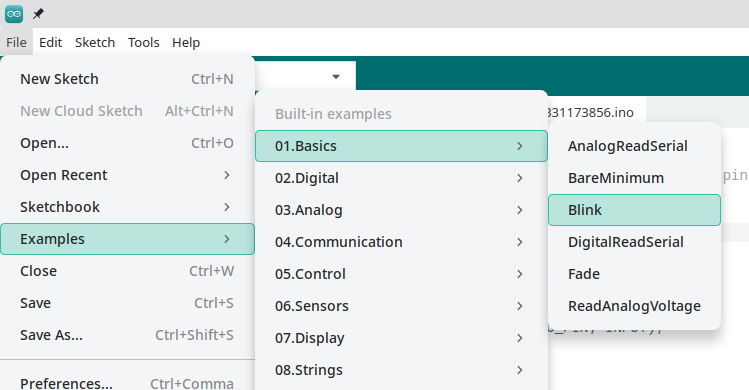 File Edit Sketch Tools Help
New Sketch Ctrl+N
New Cloud Sketch Alt+Ctrl+N
Open... Ctrl+O
Open Recent
Sketchbook
Examples
Close Ctrl+W
Save Ctrl+S
Save As... Ctrl+Shift+S
Preferences... Ctrl+Comma
Built-in examples
01.Basics
02.Digital
03.Analog
04.Communication
05.Control
06.Sensors
07.Display
08.Strings
331173856.ino
AnalogReadSerial
BareMinimum
Blink
DigitalReadSerial
Fade
ReadAnalogVoltage
pin